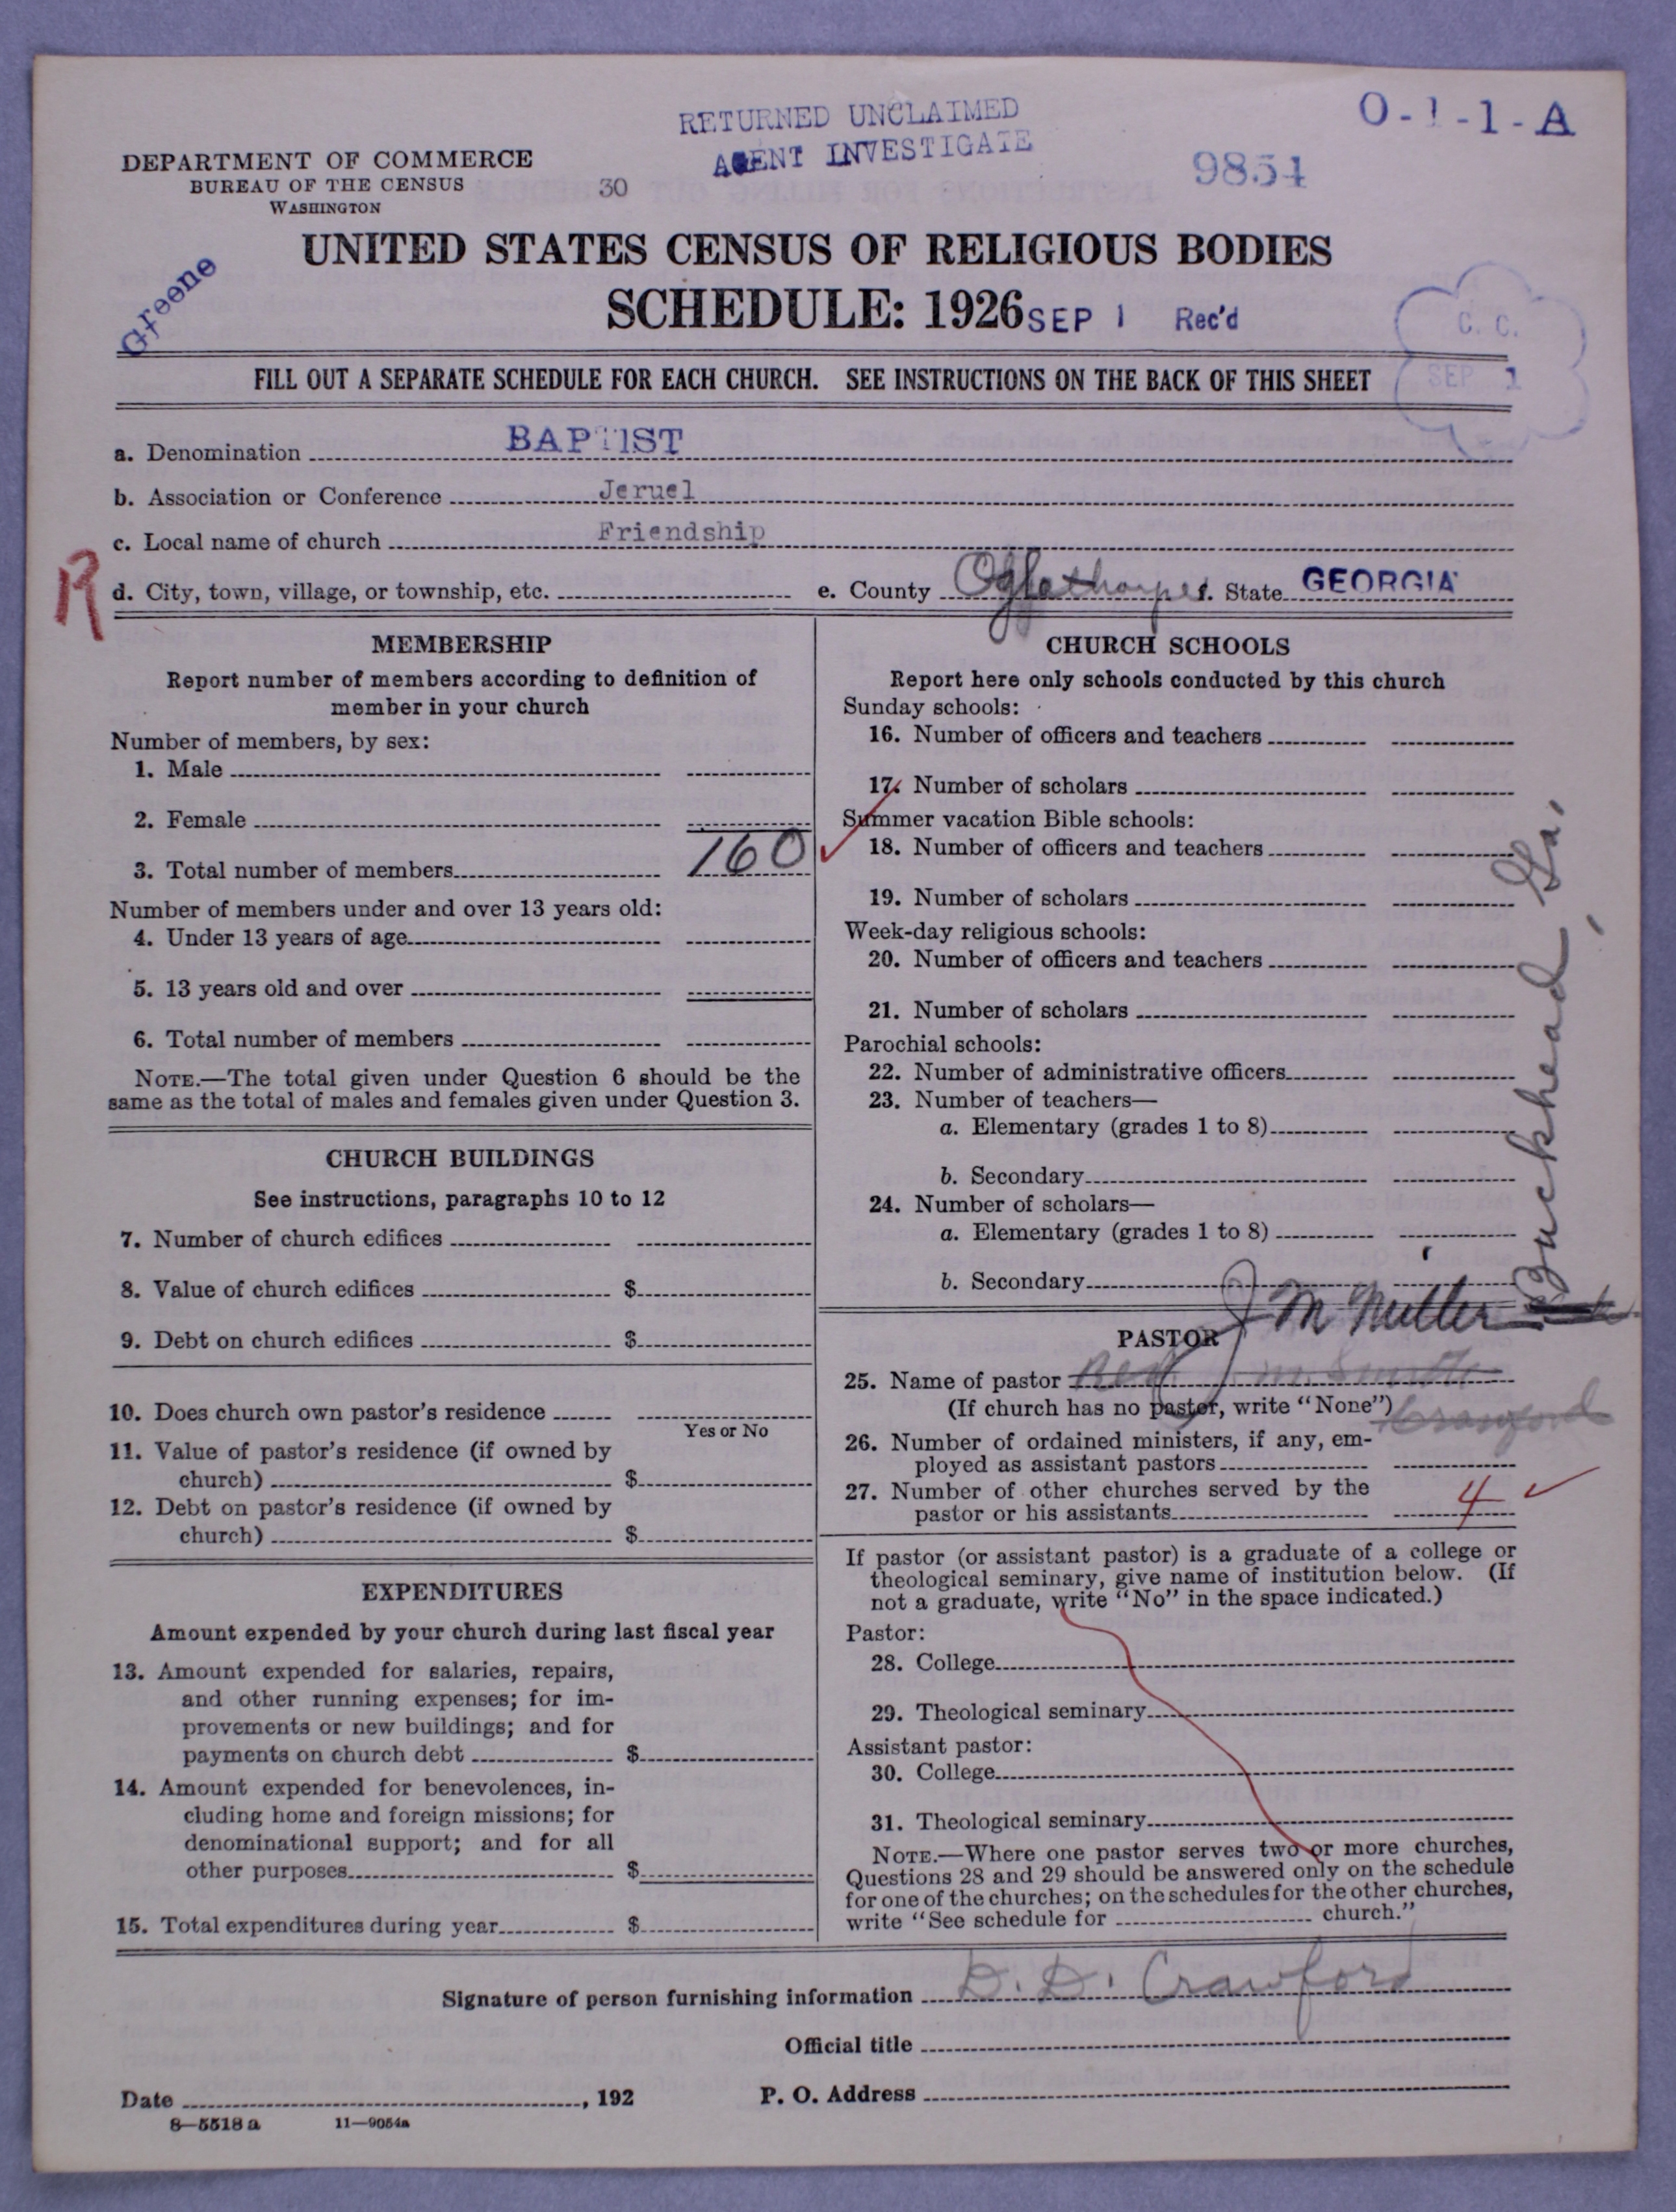 RETURNED UNCLAIMED
AGENT INVESTIGATE
O-1-1-A
9854
DEPARTMENT OF COMMERCE
BUREAU OF THE CENSUS
WASHINGTON
30
Greene
UNITED STATES CENSUS OF RELIGIOUS BODIES
SCHEDULE: 1926
SEP 1 Rec'd
C. C.
SEP 1
FILL OUT A SEPARATE SCHEDULE FOR EACH CHURCH. SEE INSTRUCTIONS ON THE BACK OF THIS SHEET
a. Denomination BAPTIST
b. Association or Conference Jeruel
c. Local name of church Friendship
R
d. City, town, village, or township, etc. e. County Oglethorpe f. State GEORGIA
MEMBERSHIP
Report number of members according to definition of
member in your church
Number of members, by sex:
1. Male
2. Female
3. Total number of members 160
Number of members under and over 13 years old:
4. Under 13 years of age
5. 13 years old and over
6. Total number of members
NOTE.—The total given under Question 6 should be the
same as the total of males and females given under Question 3.
CHURCH BUILDINGS
See instructions, paragraphs 10 to 12
7. Number of church edifices
8. Value of church edifices $
9. Debt on church edifices $
10. Does church own pastor's residence
Yes or No
11. Value of pastor's residence (if owned by
church) $
12. Debt on pastor's residence (if owned by
church) $
EXPENDITURES
Amount expended by your church during last fiscal year
13. Amount expended for salaries, repairs,
and other running expenses; for im-
provements or new buildings; and for
payments on church debt $
14. Amount expended for benevolences, in-
cluding home and foreign missions; for
denominational support; and for all
other purposes $
15. Total expenditures during year $
CHURCH SCHOOLS
Report here only schools conducted by this church
Sunday schools:
16. Number of officers and teachers
17. Number of scholars
Summer vacation Bible schools:
18. Number of officers and teachers
19. Number of scholars
Week-day religious schools:
20. Number of officers and teachers
21. Number of scholars
Parochial schools:
22. Number of administrative officers
23. Number of teachers—
a. Elementary (grades 1 to 8)
b. Secondary
24. Number of scholars—
a. Elementary (grades 1 to 8)
b. Secondary
Buckhead, Ga.
J M Miller
PASTOR
25. Name of pastor Rev J. M. Smith
(If church has no pastor, write "None")
Crawford
26. Number of ordained ministers, if any, em-
ployed as assistant pastors
27. Number of other churches served by the
pastor or his assistants 4
If pastor (or assistant pastor) is a graduate of a college or
theological seminary, give name of institution below. (If
not a graduate, write "No" in the space indicated.)
Pastor:
28. College
29. Theological seminary
Assistant pastor:
30. College
31. Theological seminary
NOTE.—Where one pastor serves two or more churches,
Questions 28 and 29 should be answered only on the schedule
for one of the churches; on the schedules for the other churches,
write "See schedule for church."
Signature of person furnishing information D. D. Crawford
Official title
Date , 192 P. O. Address
8—5518 a 11—9054a